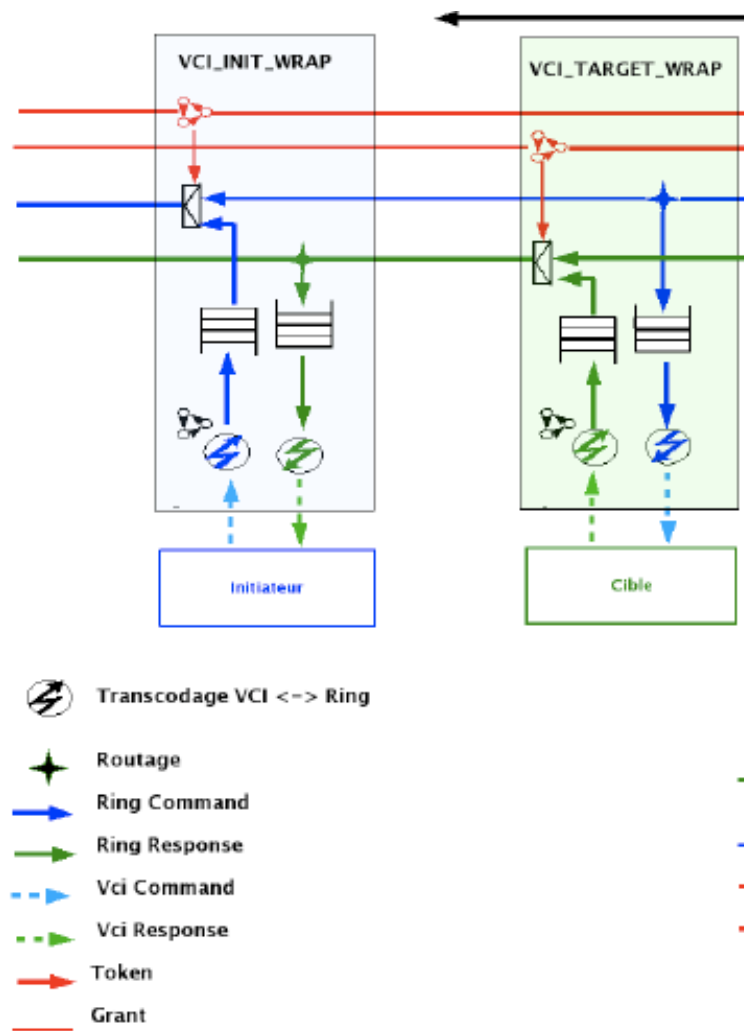 VCI_INIT_WRAP
VCI_TARGET_WRAP
Initiateur
Cible
Transcodage VCI <-> Ring
Routage
Ring Command
Ring Response
Vci Command
Vci Response
Token
Grant